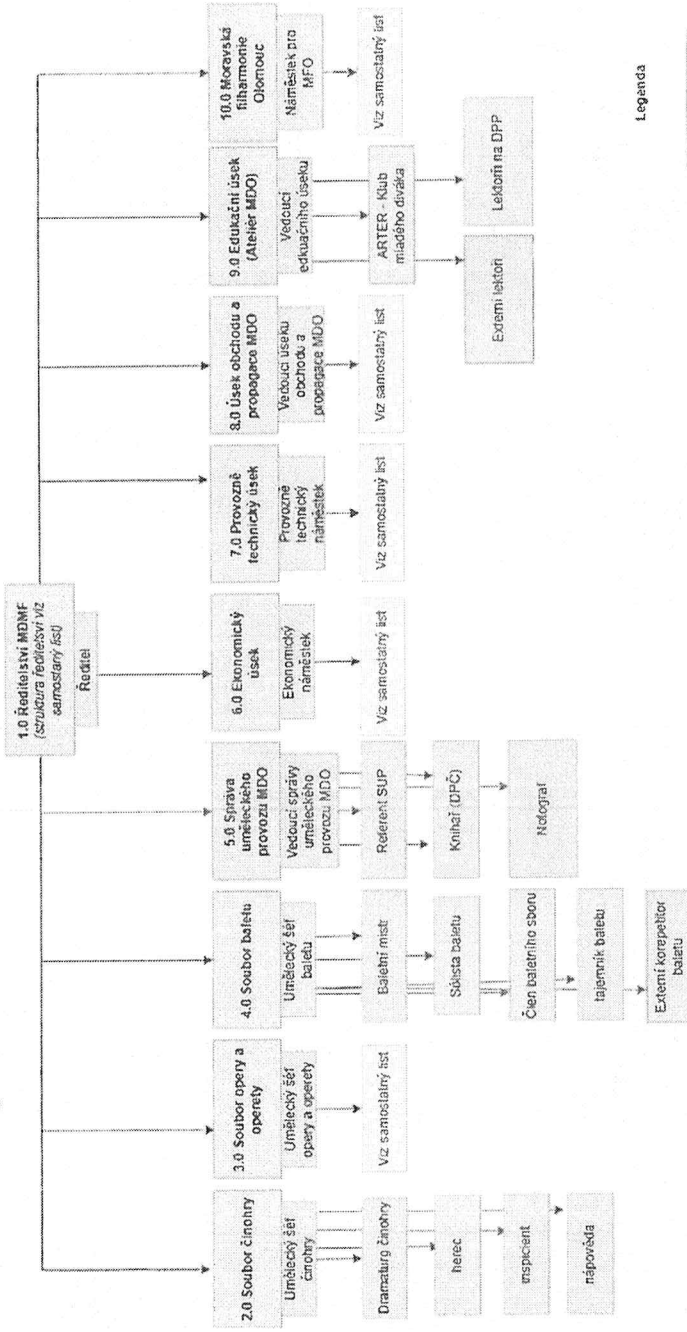 1.0 Ředitelství MDMF
(struktura ředitelství viz
samostaný list)
Ředitel
2.0 Soubor činohry
Umělecký šéf
činohry
Dramaturg činohry
herec
inspicient
nápověda
3.0 Soubor opery a
operety
Umělecký šéf
opery a operety
Viz samostatný list
4.0 Soubor baletu
Umělecký šéf
baletu
Baletní mistr
Sólista baletu
Člen baletního sboru
tajemník baletu
Externí korepetitor
baletu
5.0 Správa
uměleckého
provozu MDO
Vedoucí správy
uměleckého
provozu MDO
Referent SUP
Knihař (DPČ)
Notograf
6.0 Ekonomický
úsek
Ekonomický
náměstek
Viz samostatný list
7.0 Provozně
technický úsek
Provozně
technický
náměstek
Viz samostatný list
8.0 Úsek obchodu a
propagace MDO
Vedoucí úseku
obchodu a
propagace MDO
Viz samostatný list
9.0 Edukační úsek
(Ateliér MDO)
Vedoucí
edkuačního úseku
ARTER - Klub
mladého diváka
Externí lektoři
Lektoři na DPP
10.0 Moravská
filharmonie
Olomouc
Náměstek pro
MFO
Viz samostatný list
Legenda